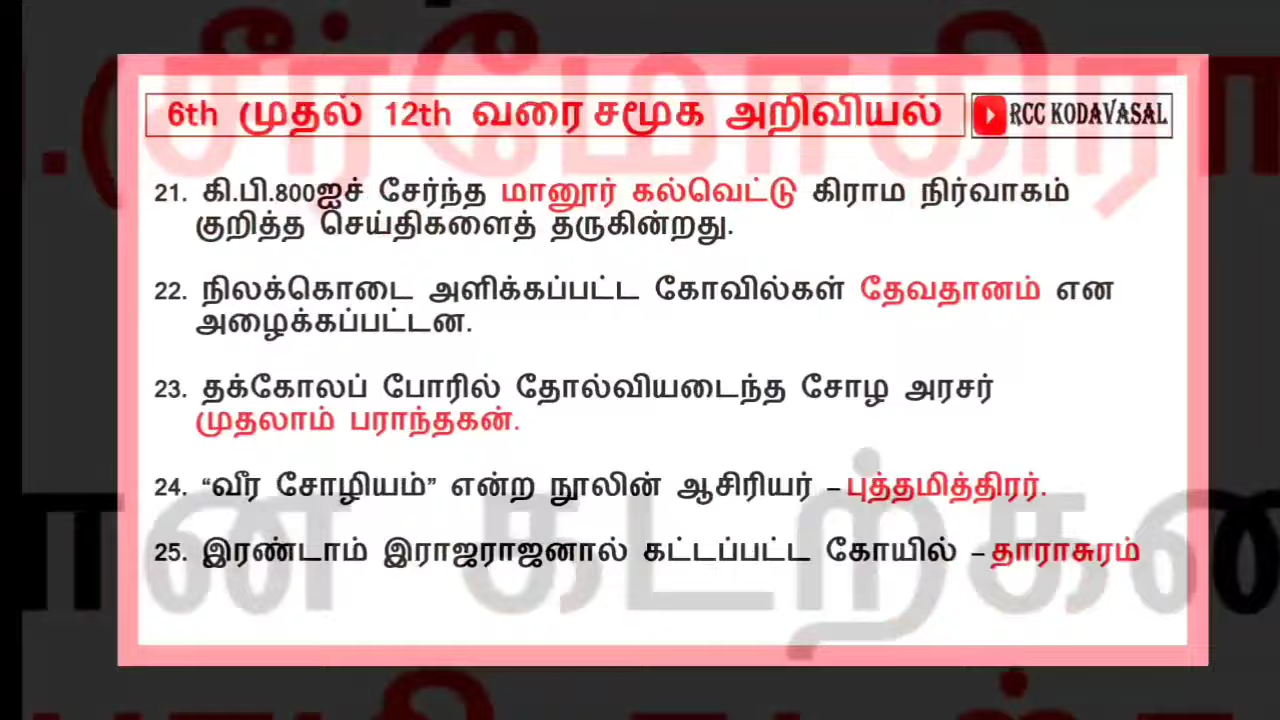 6th முதல் 12th வரை சமூக அறிவியல்
RCC KODAVASAL
21. கி.பி.800ஐச் சேர்ந்த மானூர் கல்வெட்டு கிராம நிர்வாகம்
குறித்த செய்திகளைத் தருகின்றது.
22. நிலக்கொடை அளிக்கப்பட்ட கோவில்கள் தேவதானம் என
அழைக்கப்பட்டன.
23. தக்கோலப் போரில் தோல்வியடைந்த சோழ அரசர்
முதலாம் பராந்தகன்.
24. “வீர சோழியம்” என்ற நூலின் ஆசிரியர் – புத்தமித்திரர்.
25. இரண்டாம் இராஜராஜனால் கட்டப்பட்ட கோயில் – தாராசுரம்